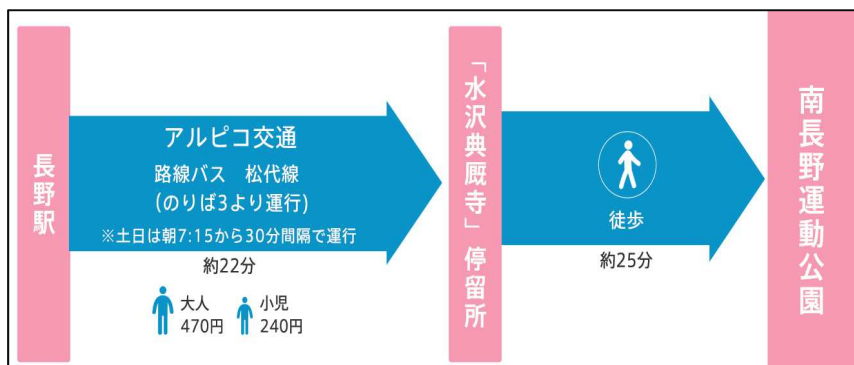 長野駅
アルピコ交通
路線バス　松代線
(のりば3より運行)
※土日は朝7:15から30分間隔で運行
約22分
大人
470円
小児
240円
「水沢典厩寺」停留所
徒歩
約25分
南長野運動公園